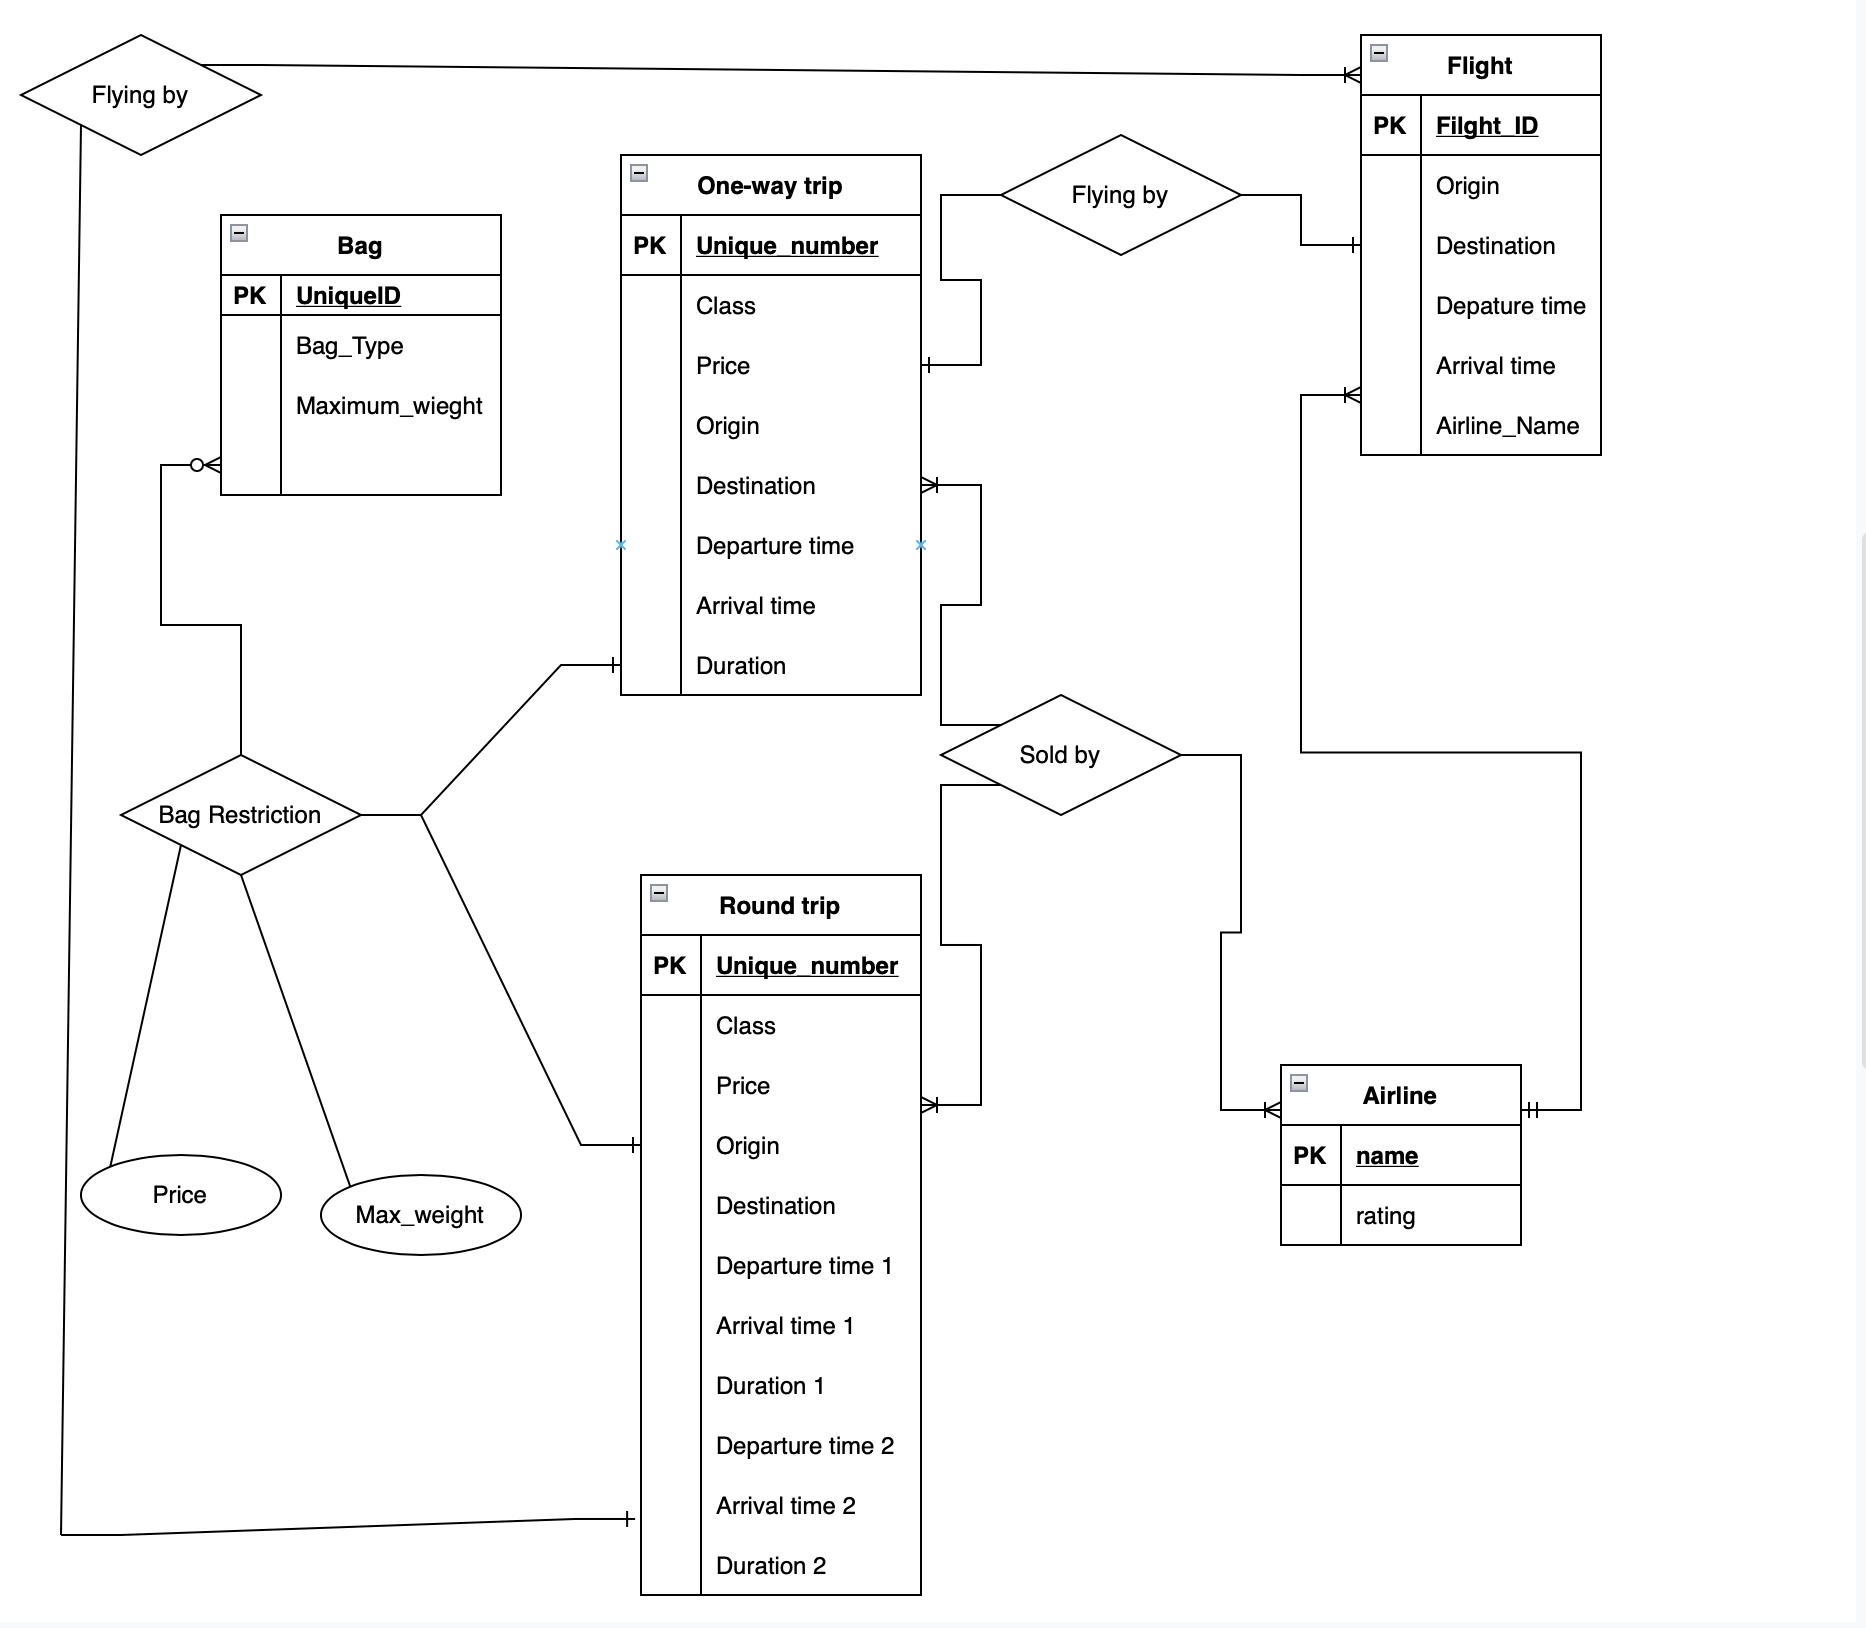 Flying by
Flight
PK Filght_ID
Origin
Destination
Depature time
Arrival time
Airline_Name
Flying by
One-way trip
PK Unique_number
Class
Price
Origin
Destination
Departure time
Arrival time
Duration
Bag
PK UniqueID
Bag_Type
Maximum_wieght
Sold by
Bag Restriction
Price
Max_weight
Round trip
PK Unique_number
Class
Price
Origin
Destination
Departure time 1
Arrival time 1
Duration 1
Departure time 2
Arrival time 2
Duration 2
Airline
PK name
rating